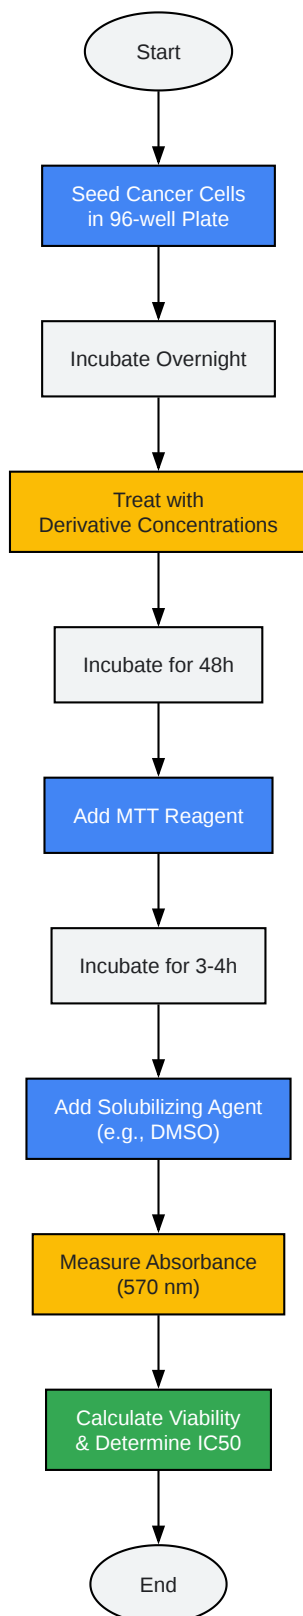 Start
Seed Cancer Cells
in 96-well Plate
Incubate Overnight
Treat with
Derivative Concentrations
Incubate for 48h
Add MTT Reagent
Incubate for 3-4h
Add Solubilizing Agent
(e.g., DMSO)
Measure Absorbance
(570 nm)
Calculate Viability
& Determine IC50
End